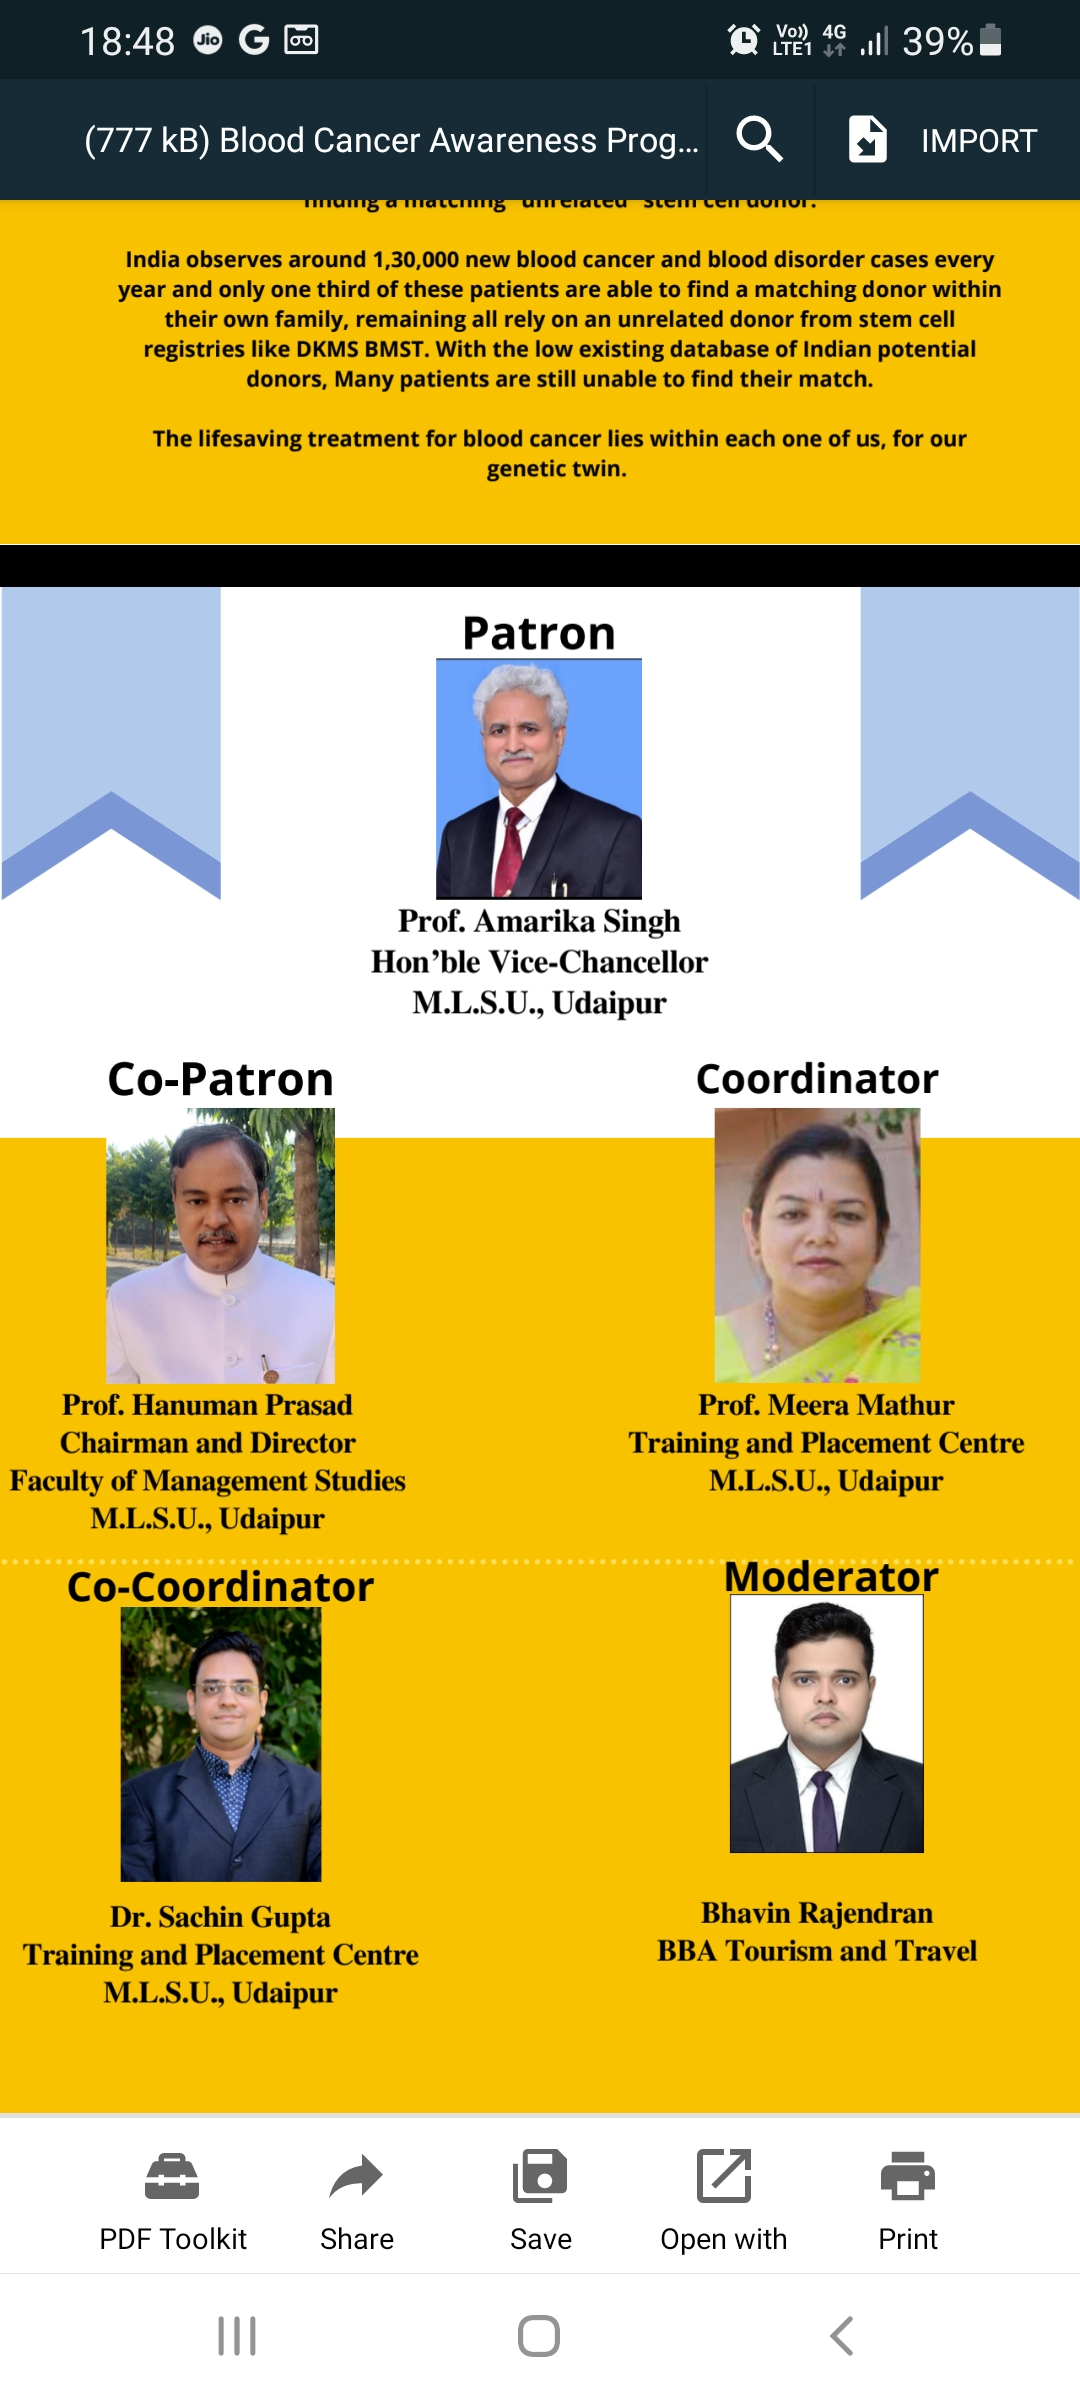 18:48 Jio G Vo)) LTE1 4G 39%
(777 kB) Blood Cancer Awareness Prog...
IMPORT
finding a matching "unrelated" stem cell donor.
India observes around 1,30,000 new blood cancer and blood disorder cases every
year and only one third of these patients are able to find a matching donor within
their own family, remaining all rely on an unrelated donor from stem cell
registries like DKMS BMST. With the low existing database of Indian potential
donors, Many patients are still unable to find their match.
The lifesaving treatment for blood cancer lies within each one of us, for our
genetic twin.
Patron
Prof. Amarika Singh
Hon’ble Vice-Chancellor
M.L.S.U., Udaipur
Co-Patron
Prof. Hanuman Prasad
Chairman and Director
Faculty of Management Studies
M.L.S.U., Udaipur
Coordinator
Prof. Meera Mathur
Training and Placement Centre
M.L.S.U., Udaipur
Co-Coordinator
Dr. Sachin Gupta
Training and Placement Centre
M.L.S.U., Udaipur
Moderator
Bhavin Rajendran
BBA Tourism and Travel
PDF Toolkit
Share
Save
Open with
Print